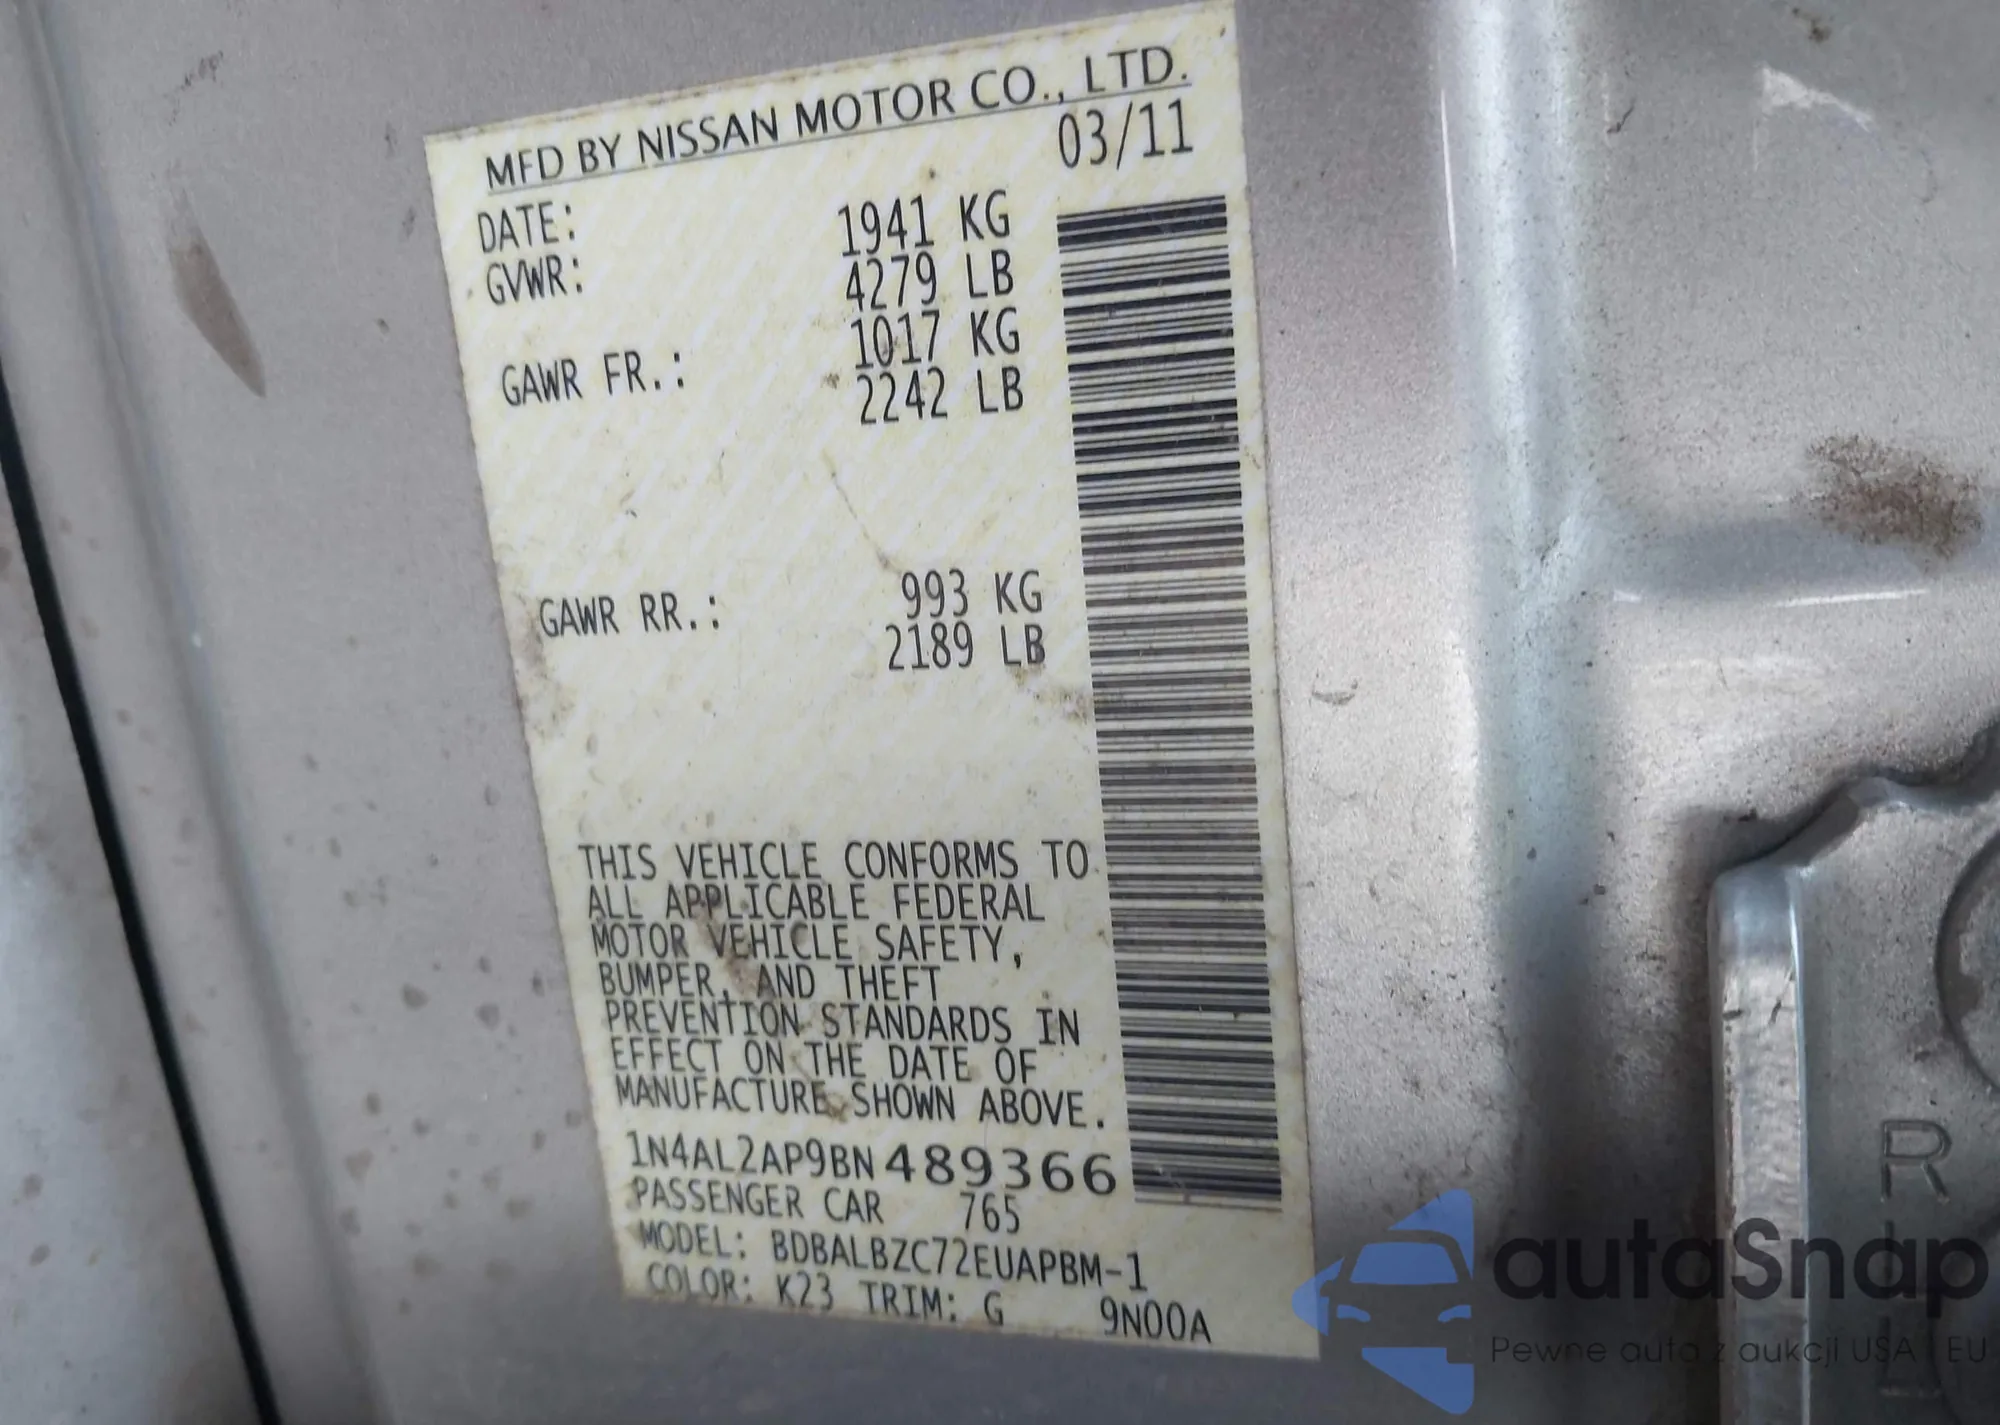 MFD BY NISSAN MOTOR CO., LTD.
DATE: 03/11
GVWR: 1941 KG
4279 LB
GAWR FR.: 1017 KG
2242 LB
GAWR RR.: 993 KG
2189 LB
THIS VEHICLE CONFORMS TO
ALL APPLICABLE FEDERAL
MOTOR VEHICLE SAFETY,
BUMPER, AND THEFT
PREVENTION STANDARDS IN
EFFECT ON THE DATE OF
MANUFACTURE SHOWN ABOVE.
1N4AL2AP9BN489366
PASSENGER CAR 765
MODEL: BDBALBZC72EUAPBM-1
COLOR: K23 TRIM: G 9N00A
R
autaSnap
Pewne auta z aukcji USA i EU